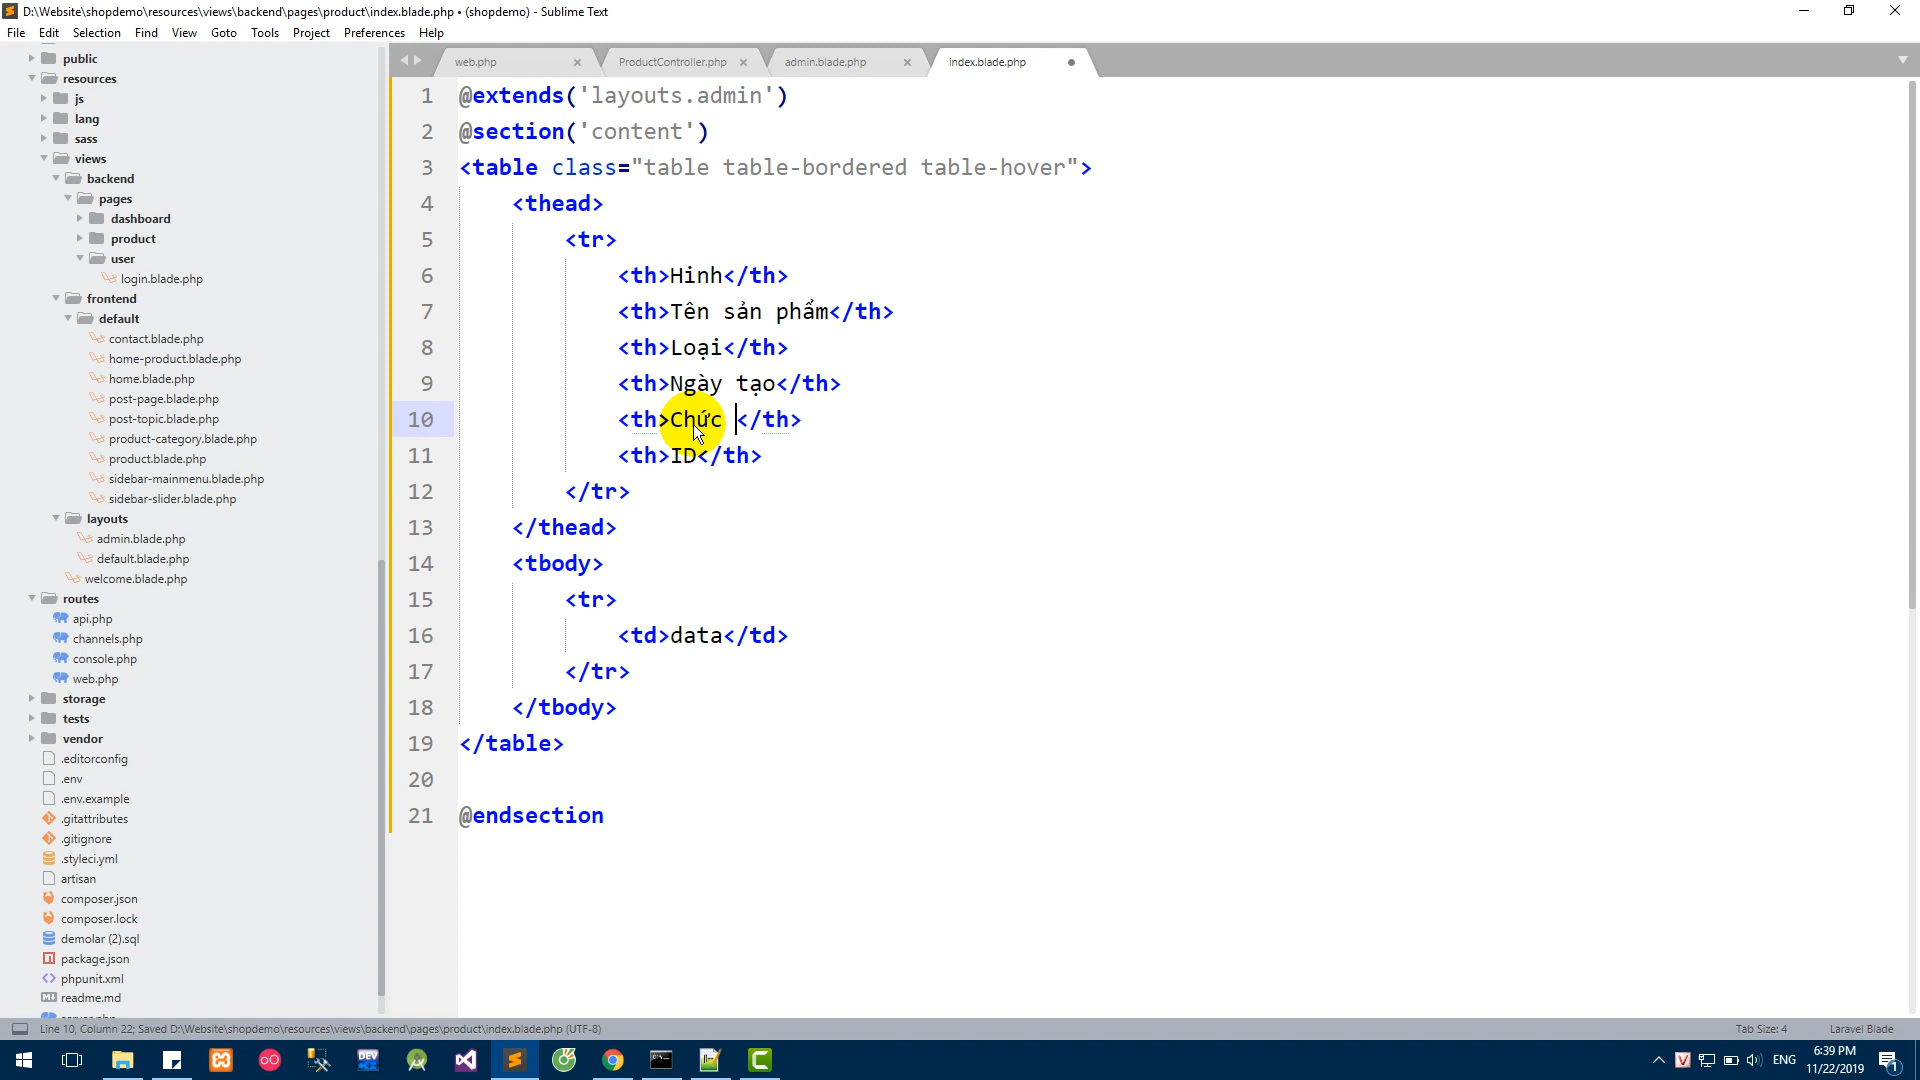 D:\Website\shopdemo\resources\views\backend\pages\product\index.blade.php • (shopdemo) - Sublime Text
File Edit Selection Find View Goto Tools Project Preferences Help
public
resources
js
lang
sass
views
backend
pages
dashboard
product
user
login.blade.php
frontend
default
contact.blade.php
home-product.blade.php
home.blade.php
post-page.blade.php
post-topic.blade.php
product-category.blade.php
product.blade.php
sidebar-mainmenu.blade.php
sidebar-slider.blade.php
layouts
admin.blade.php
default.blade.php
welcome.blade.php
routes
api.php
channels.php
console.php
web.php
storage
tests
vendor
.editorconfig
.env
.env.example
.gitattributes
.gitignore
.styleci.yml
artisan
composer.json
composer.lock
demolar (2).sql
package.json
phpunit.xml
readme.md
web.php ProductController.php admin.blade.php index.blade.php
1 @extends('layouts.admin')
2 @section('content')
3 <table class="table table-bordered table-hover">
4 <thead>
5 <tr>
6 <th>Hinh</th>
7 <th>Tên sản phẩm</th>
8 <th>Loại</th>
9 <th>Ngày tạo</th>
10 <th>Chức </th>
11 <th>ID</th>
12 </tr>
13 </thead>
14 <tbody>
15 <tr>
16 <td>data</td>
17 </tr>
18 </tbody>
19 </table>
20
21 @endsection
Line 10, Column 22; Saved D:\Website\shopdemo\resources\views\backend\pages\product\index.blade.php (UTF-8)
Tab Size: 4 Laravel Blade
DEV
V ENG 6:39 PM
11/22/2019
1